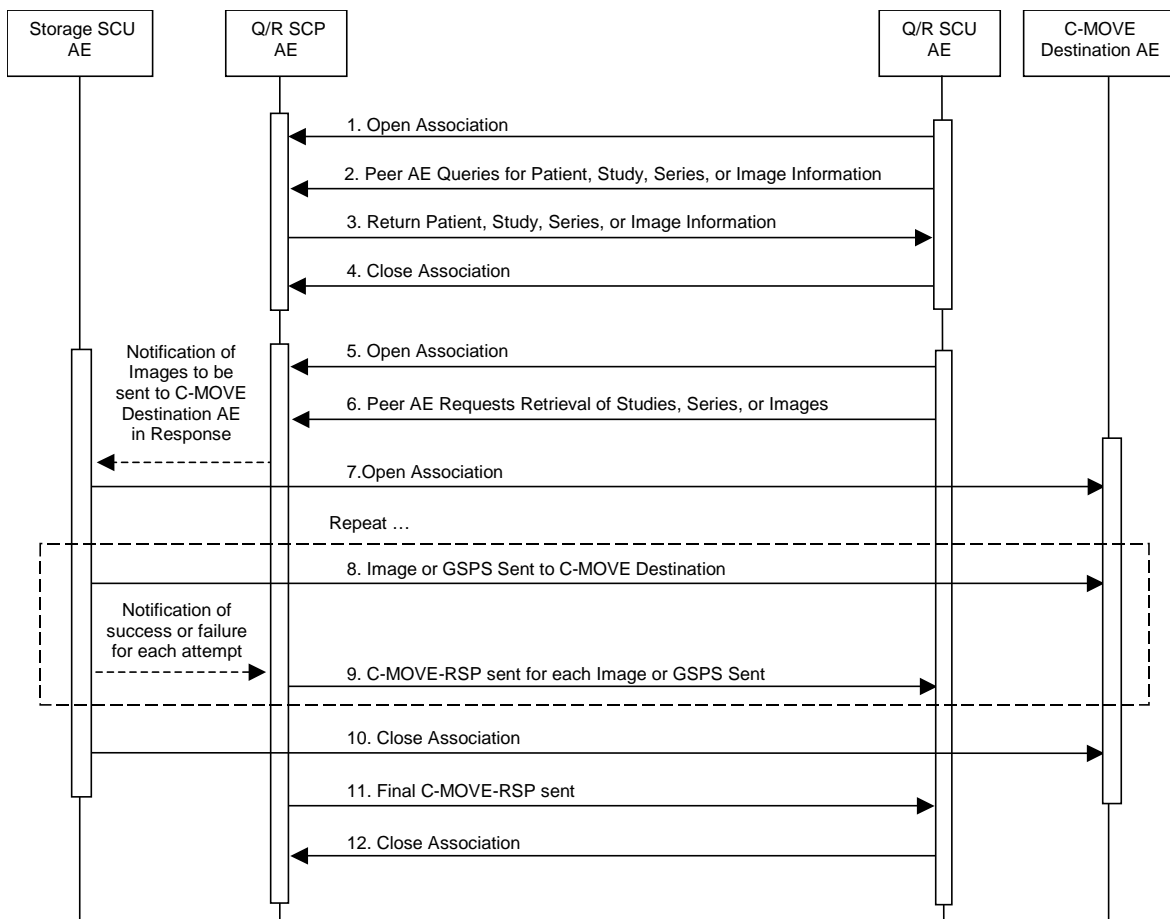 Storage SCU
AE
Q/R SCP
AE
Q/R SCU
AE
C-MOVE
Destination AE
1. Open Association
2. Peer AE Queries for Patient, Study, Series, or Image Information
3. Return Patient, Study, Series, or Image Information
4. Close Association
Notification of
Images to be
sent to C-MOVE
Destination AE
in Response
5. Open Association
6. Peer AE Requests Retrieval of Studies, Series, or Images
7.Open Association
Repeat …
8. Image or GSPS Sent to C-MOVE Destination
Notification of
success or failure
for each attempt
9. C-MOVE-RSP sent for each Image or GSPS Sent
10. Close Association
11. Final C-MOVE-RSP sent
12. Close Association